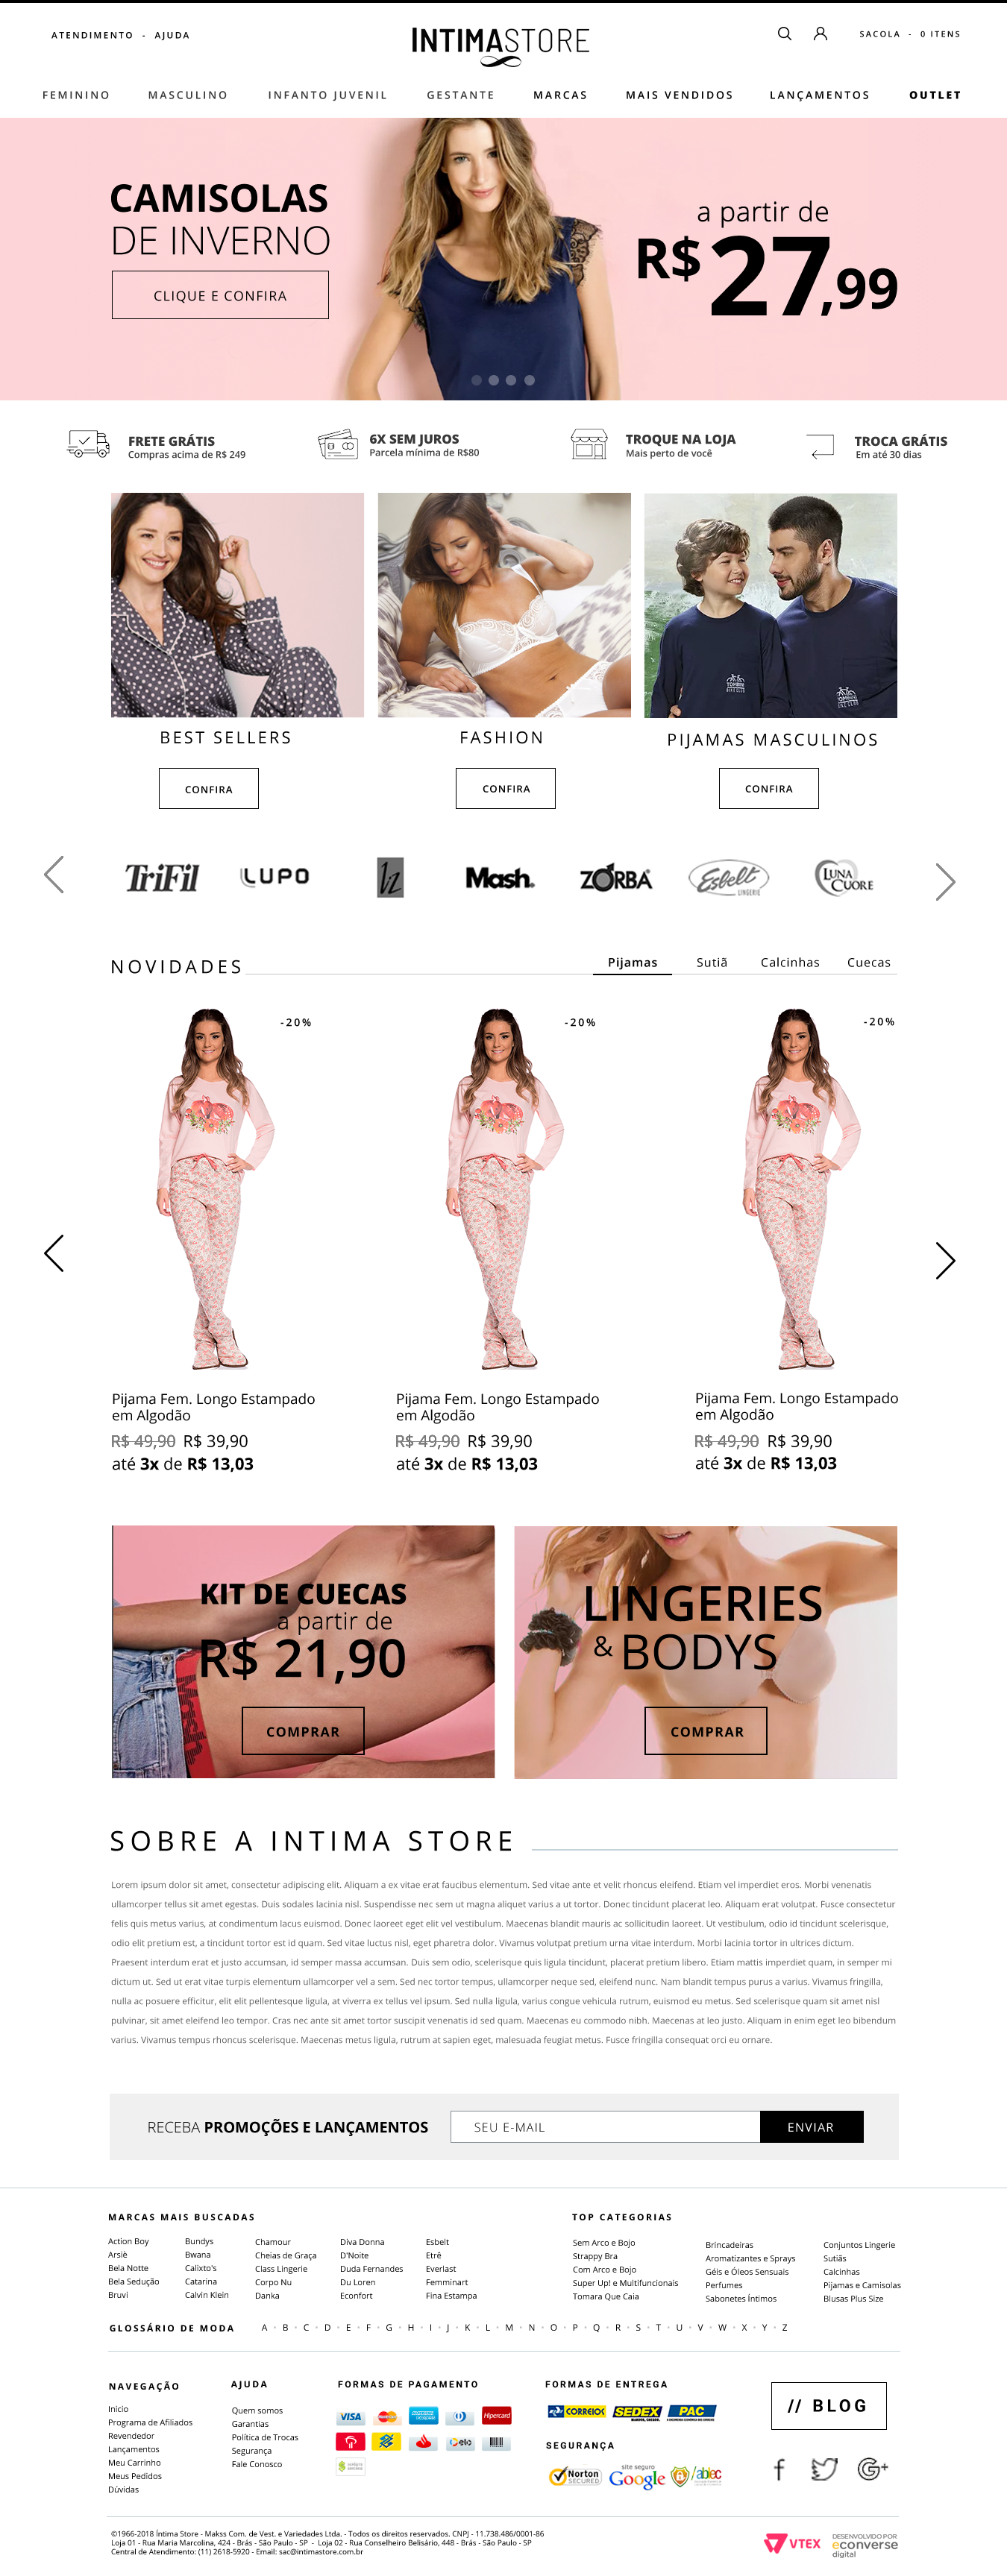 ATENDIMENTO - AJUDA
INTIMASTORE
SACOLA - 0 ITENS
FEMININO MASCULINO INFANTO JUVENIL GESTANTE MARCAS MAIS VENDIDOS LANÇAMENTOS OUTLET
CAMISOLAS
DE INVERNO
CLIQUE E CONFIRA
a partir de
R$ 27,99
FRETE GRÁTIS
Compras acima de R$ 249
6X SEM JUROS
Parcela mínima de R$80
TROQUE NA LOJA
Mais perto de você
TROCA GRÁTIS
Em até 30 dias
BEST SELLERS
CONFIRA
FASHION
CONFIRA
PIJAMAS MASCULINOS
CONFIRA
TriFil LUPO Mash. ZORBA Esbelt LINGERIE LUNA CUORE
NOVIDADES
Pijamas Sutiã Calcinhas Cuecas
-20%
-20%
-20%
Pijama Fem. Longo Estampado
em Algodão
R$ 49,90 R$ 39,90
até 3x de R$ 13,03
Pijama Fem. Longo Estampado
em Algodão
R$ 49,90 R$ 39,90
até 3x de R$ 13,03
Pijama Fem. Longo Estampado
em Algodão
R$ 49,90 R$ 39,90
até 3x de R$ 13,03
KIT DE CUECAS
a partir de
R$ 21,90
COMPRAR
LINGERIES
& BODYS
COMPRAR
SOBRE A INTIMA STORE
Lorem ipsum dolor sit amet, consectetur adipiscing elit. Aliquam a ex vitae erat faucibus elementum. Sed vitae ante et velit rhoncus eleifend. Etiam vel imperdiet eros. Morbi venenatis
ullamcorper tellus sit amet egestas. Duis sodales lacinia nisl. Suspendisse nec sem ut magna aliquet varius a ut tortor. Donec tincidunt placerat leo. Aliquam erat volutpat. Fusce consectetur
felis quis metus varius, at condimentum lacus euismod. Donec laoreet eget elit vel vestibulum. Maecenas blandit mauris ac sollicitudin laoreet. Ut vestibulum, odio id tincidunt scelerisque,
odio elit pretium est, a tincidunt tortor est id quam. Sed vitae luctus nisl, eget pharetra dolor. Vivamus volutpat pretium urna vitae interdum. Morbi lacinia tortor in ultrices dictum.
Praesent interdum erat et justo accumsan, id semper massa accumsan. Duis sem odio, scelerisque quis ligula tincidunt, placerat pretium libero. Etiam mattis imperdiet quam, in semper mi
dictum ut. Sed ut erat vitae turpis elementum ullamcorper vel a sem. Sed nec tortor tempus, ullamcorper neque sed, eleifend nunc. Nam blandit tempus purus a varius. Vivamus fringilla,
nulla ac posuere efficitur, elit elit pellentesque ligula, at viverra ex tellus vel ipsum. Sed nulla ligula, varius congue vehicula rutrum, euismod eu metus. Sed scelerisque quam sit amet nisl
pulvinar, sit amet eleifend leo tempor. Cras nec ante sit amet tortor suscipit venenatis id sed quam. Maecenas eu commodo nibh. Maecenas at leo justo. Aliquam in enim eget leo bibendum
varius. Vivamus tempus rhoncus scelerisque. Maecenas metus ligula, rutrum at sapien eget, malesuada feugiat metus. Fusce fringilla consequat orci eu ornare.
RECEBA PROMOÇÕES E LANÇAMENTOS
SEU E-MAIL
ENVIAR
MARCAS MAIS BUSCADAS
Action Boy
Arsiè
Bela Notte
Bela Sedução
Bruvi
Bundys
Bwana
Calixto's
Catarina
Calvin Klein
Chamour
Cheias de Graça
Class Lingerie
Corpo Nu
Danka
Diva Donna
D'Noite
Duda Fernandes
Du Loren
Econfort
Esbelt
Etrê
Everlast
Femminart
Fina Estampa
TOP CATEGORIAS
Sem Arco e Bojo
Strappy Bra
Com Arco e Bojo
Super Up! e Multifuncionais
Tomara Que Caia
Brincadeiras
Aromatizantes e Sprays
Géis e Óleos Sensuais
Perfumes
Sabonetes Íntimos
Conjuntos Lingerie
Sutiãs
Calcinhas
Pijamas e Camisolas
Blusas Plus Size
GLOSSÁRIO DE MODA A • B • C • D • E • F • G • H • I • J • K • L • M • N • O • P • Q • R • S • T • U • V • W • X • Y • Z
NAVEGAÇÃO
Inicio
Programa de Afiliados
Revendedor
Lançamentos
Meu Carrinho
Meus Pedidos
Dúvidas
AJUDA
Quem somos
Garantias
Política de Trocas
Segurança
Fale Conosco
FORMAS DE PAGAMENTO
VISA
Hipercard
elo
FORMAS DE ENTREGA
CORREIOS SEDEX PAC
SEGURANÇA
Norton SECURED
site seguro Google
abiec
// BLOG
f G+
©1966-2018 Íntima Store - Makss Com. de Vest. e Variedades Ltda. - Todos os direitos reservados. CNPJ - 11.738.486/0001-86
Loja 01 - Rua Maria Marcolina, 424 - Brás - São Paulo - SP - Loja 02 - Rua Conselheiro Belisário, 448 - Brás - São Paulo - SP
Central de Atendimento: (11) 2618-5920 - Email: sac@intimastore.com.br
VTEX
DESENVOLVIDO POR
econverse
digital